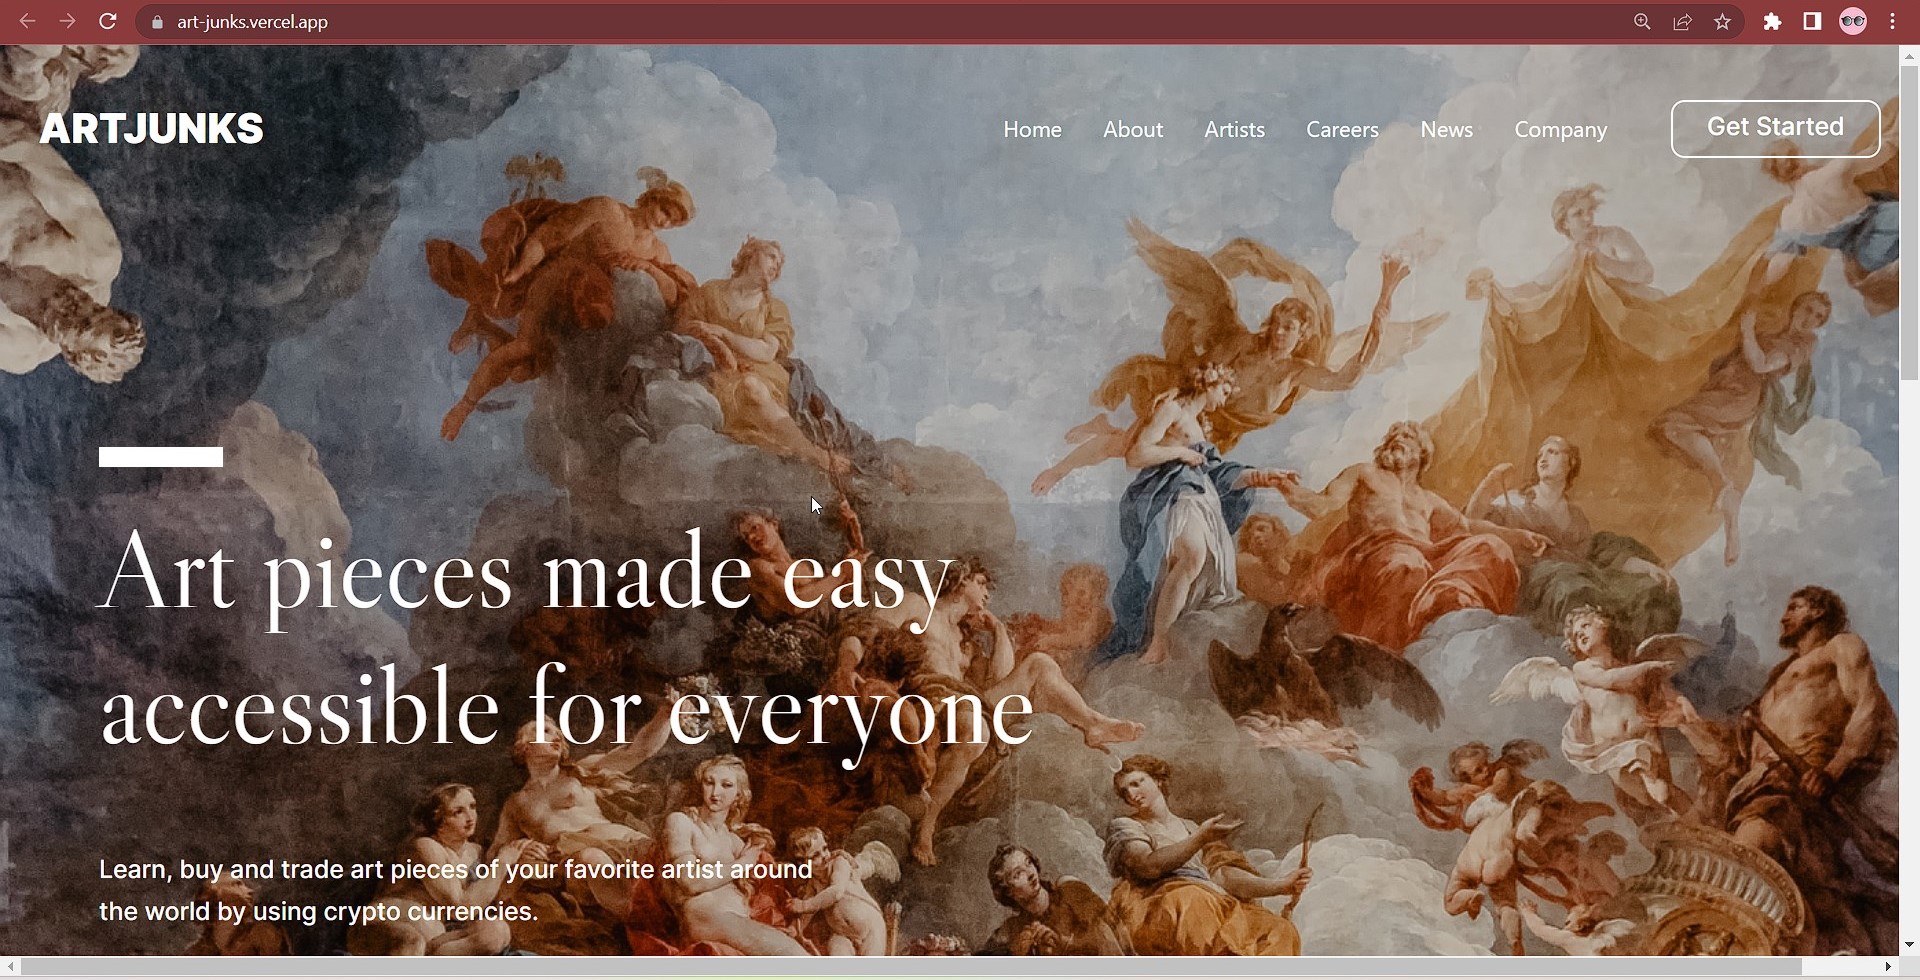 art-junks.vercel.app
ARTJUNKS
Home About Artists Careers News Company Get Started
Art pieces made easy
accessible for everyone
Learn, buy and trade art pieces of your favorite artist around
the world by using crypto currencies.